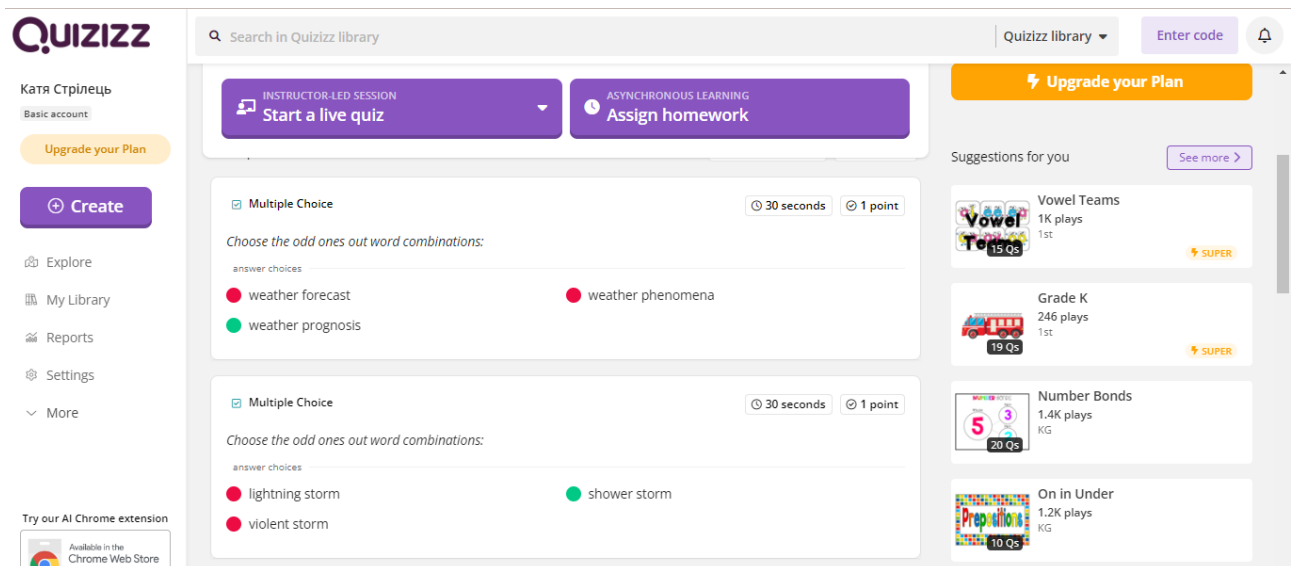 QUIZIZZ
Search in Quizizz library
Quizizz library
Enter code
Катя Стрілець
Basic account
Upgrade your Plan
Create
Explore
My Library
Reports
Settings
More
Try our AI Chrome extension
Available in the
Chrome Web Store
INSTRUCTOR-LED SESSION
Start a live quiz
ASYNCHRONOUS LEARNING
Assign homework
Multiple Choice
30 seconds
1 point
Choose the odd ones out word combinations:
answer choices
weather forecast
weather phenomena
weather prognosis
Multiple Choice
30 seconds
1 point
Choose the odd ones out word combinations:
answer choices
lightning storm
shower storm
violent storm
Upgrade your Plan
Suggestions for you
See more
Vowel
Teams
15 Qs
Vowel Teams
1K plays
1st
SUPER
19 Qs
Grade K
246 plays
1st
SUPER
5
3
20 Qs
Number Bonds
1.4K plays
KG
Prepositions
10 Qs
On in Under
1.2K plays
KG